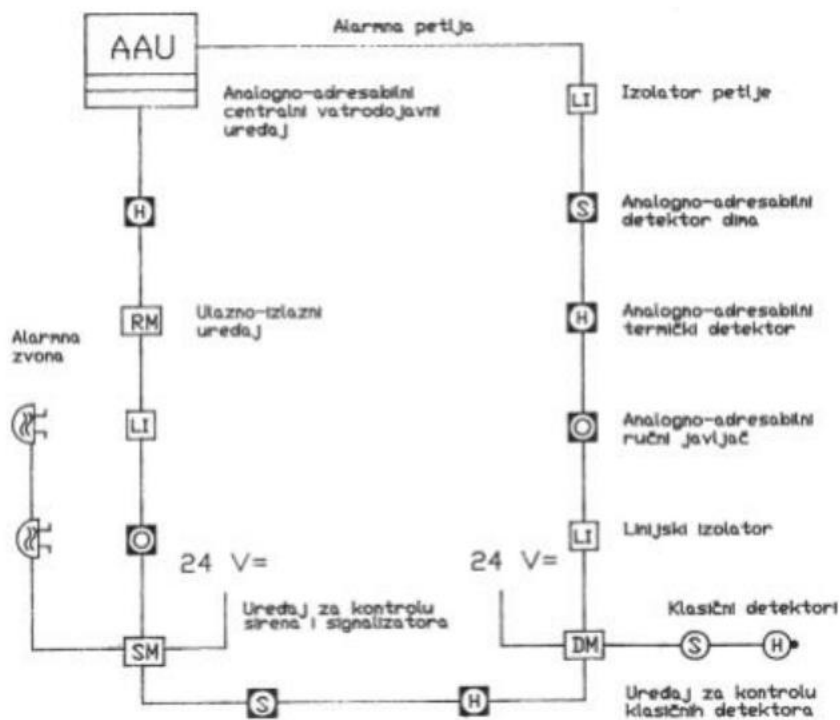 AAU
Alarmna petlja
Analogno-adresabilni
centralni vatrodojavni
uređaj
LI
Izolator petlje
H
S
Analogno-adresabilni
detektor dima
RM
Ulazno-izlazni
uređaj
H
Analogno-adresabilni
termički detektor
Alarmna
zvona
LI
Analogno-adresabilni
ručni javljač
24 V=
24 V=
LI
Linijski izolator
Uređaj za kontrolu
sirena i signalizatora
Klasični detektori
SM
DM
S
H
S
H
Uređaj za kontrolu
klasičnih detektora